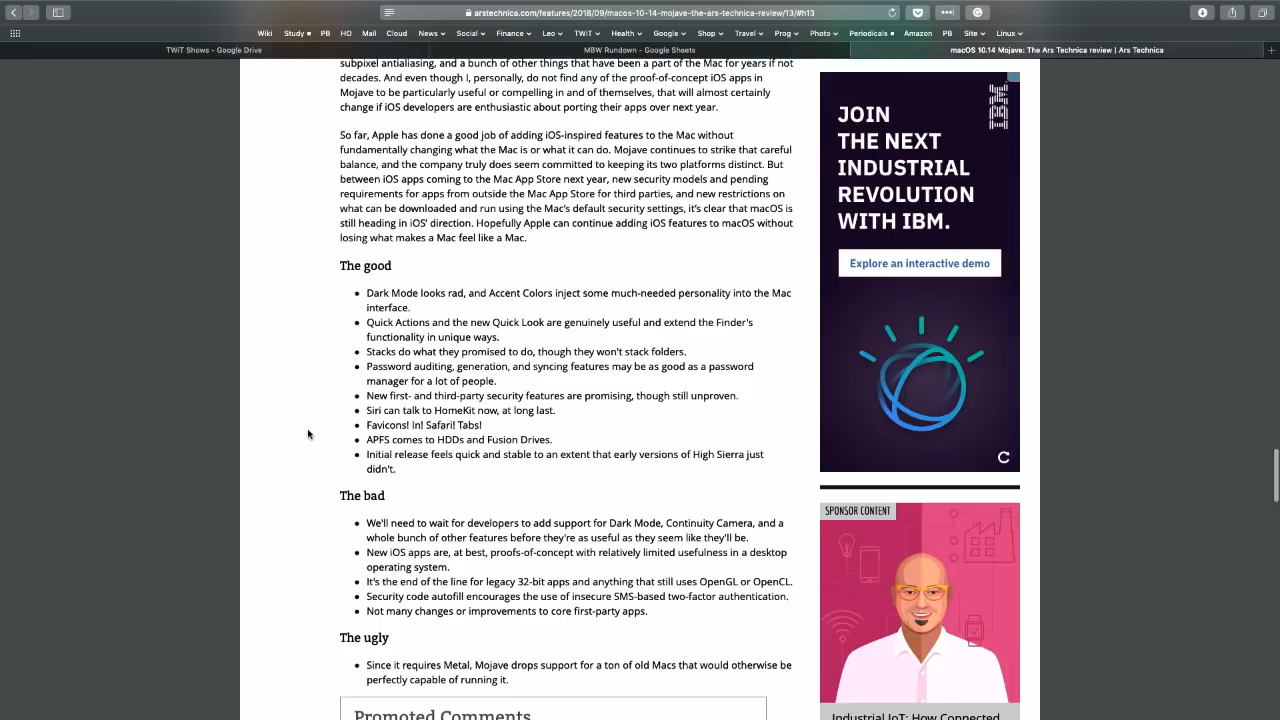 arstechnica.com/features/2018/09/macos-10-14-mojave-the-ars-technica-review/13/#h13
Wiki Study PB HO Mail Cloud News Social Finance Leo TWiT Health Google Shop Travel Prog Photo Periodicals Amazon PB Site Linux
TWiT Shows - Google Drive
MBW Rundown - Google Sheets
macOS 10.14 Mojave: The Ars Technica review | Ars Technica
subpixel antialiasing, and a bunch of other things that have been a part of the Mac for years if not
decades. And even though I, personally, do not find any of the proof-of-concept iOS apps in
Mojave to be particularly useful or compelling in and of themselves, that will almost certainly
change if iOS developers are enthusiastic about porting their apps over next year.
So far, Apple has done a good job of adding iOS-inspired features to the Mac without
fundamentally changing what the Mac is or what it can do. Mojave continues to strike that careful
balance, and the company truly does seem committed to keeping its two platforms distinct. But
between iOS apps coming to the Mac App Store next year, new security models and pending
requirements for apps from outside the Mac App Store for third parties, and new restrictions on
what can be downloaded and run using the Mac's default security settings, it's clear that macOS is
still heading in iOS' direction. Hopefully Apple can continue adding iOS features to macOS without
losing what makes a Mac feel like a Mac.
The good
• Dark Mode looks rad, and Accent Colors inject some much-needed personality into the Mac
interface.
• Quick Actions and the new Quick Look are genuinely useful and extend the Finder's
functionality in unique ways.
• Stacks do what they promised to do, though they won't stack folders.
• Password auditing, generation, and syncing features may be as good as a password
manager for a lot of people.
• New first- and third-party security features are promising, though still unproven.
• Siri can talk to HomeKit now, at long last.
• Favicons! In! Safari! Tabs!
• APFS comes to HDDs and Fusion Drives.
• Initial release feels quick and stable to an extent that early versions of High Sierra just
didn't.
The bad
• We'll need to wait for developers to add support for Dark Mode, Continuity Camera, and a
whole bunch of other features before they're as useful as they seem like they'll be.
• New iOS apps are, at best, proofs-of-concept with relatively limited usefulness in a desktop
operating system.
• It's the end of the line for legacy 32-bit apps and anything that still uses OpenGL or OpenCL.
• Security code autofill encourages the use of insecure SMS-based two-factor authentication.
• Not many changes or improvements to core first-party apps.
The ugly
• Since it requires Metal, Mojave drops support for a ton of old Macs that would otherwise be
perfectly capable of running it.
Promoted Comments
IBM
JOIN
THE NEXT
INDUSTRIAL
REVOLUTION
WITH IBM.
Explore an interactive demo
SPONSOR CONTENT
Industrial IoT: How Connected